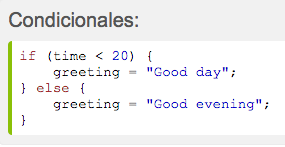 Condicionales:
if (time < 20) {
    greeting = "Good day";
} else {
    greeting = "Good evening";
}